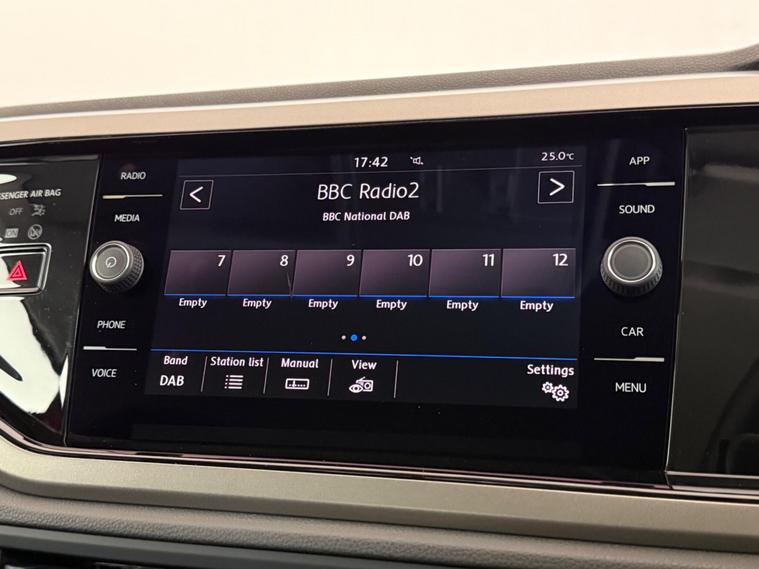 17:42
25.0°C
RADIO
BBC Radio2
APP
BBC National DAB
SENGER AIR BAG
OFF
ON
MEDIA
SOUND
7 8 9 10 11 12
Empty Empty Empty Empty Empty Empty
PHONE
CAR
Band Station list Manual View Settings
DAB
VOICE
MENU